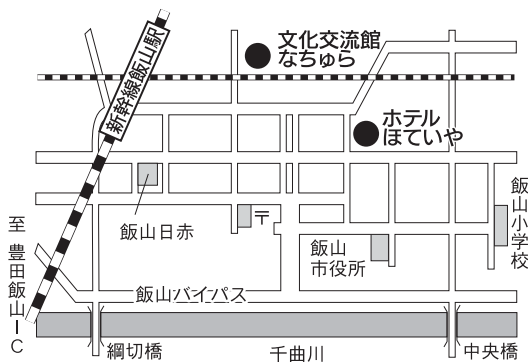 文化交流館
なちゅら
新幹線飯山駅
ホテル
ほていや
飯山日赤
〒
飯山
市役所
飯山小学校
至 豊田飯山IC
飯山バイパス
綱切橋
千曲川
中央橋